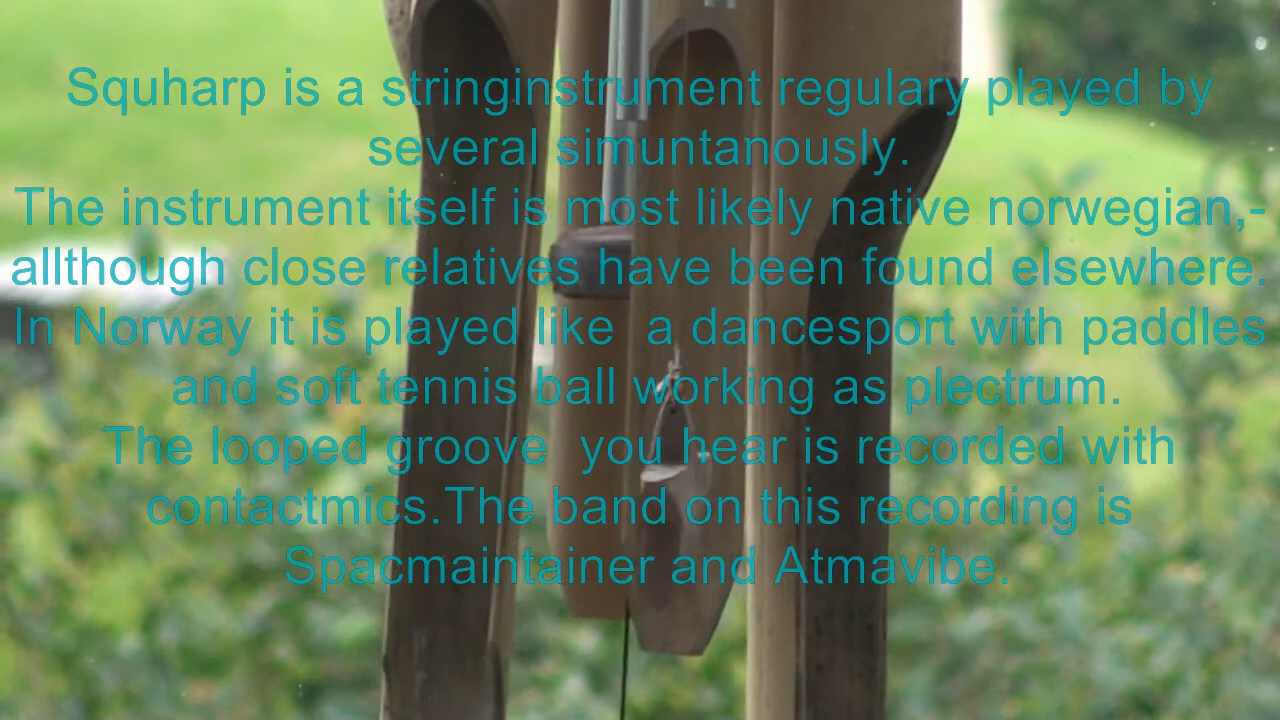 Squharp is a stringinstrument regulary played by
several simuntanously.
The instrument itself is most likely native norwegian,-
allthough close relatives have been found elsewhere.
In Norway it is played like  a dancesport with paddles
and soft tennis ball working as plectrum.
The looped groove  you hear is recorded with
contactmics.The band on this recording is
Spacmaintainer and Atmavibe.